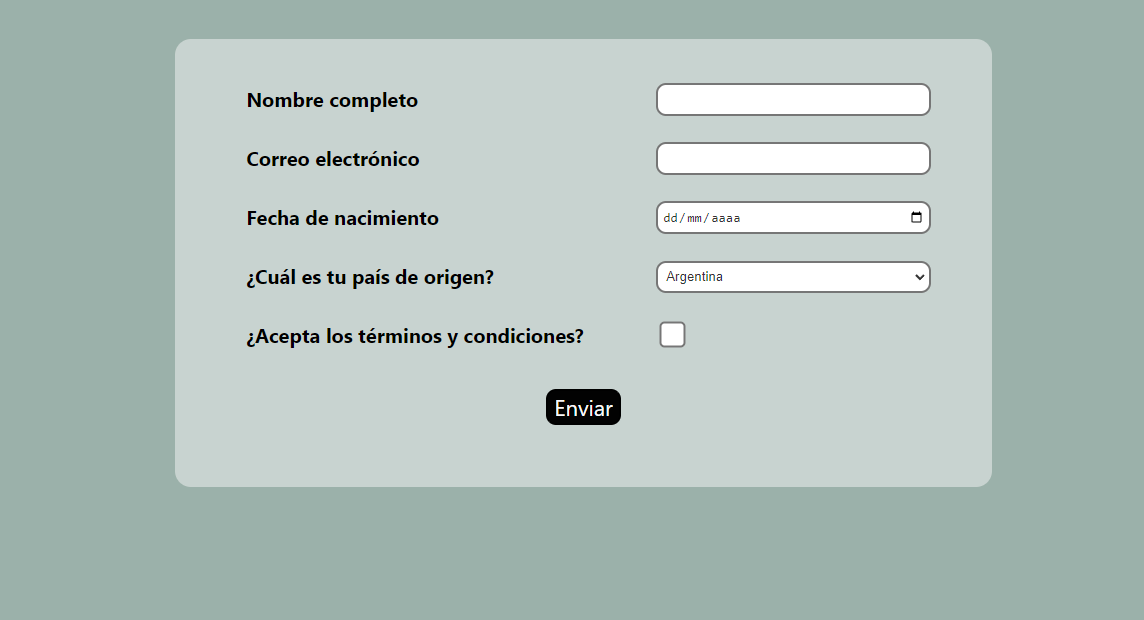 Nombre completo
Correo electrónico
Fecha de nacimiento dd/mm/aaaa
¿Cuál es tu país de origen? Argentina
¿Acepta los términos y condiciones?
Enviar